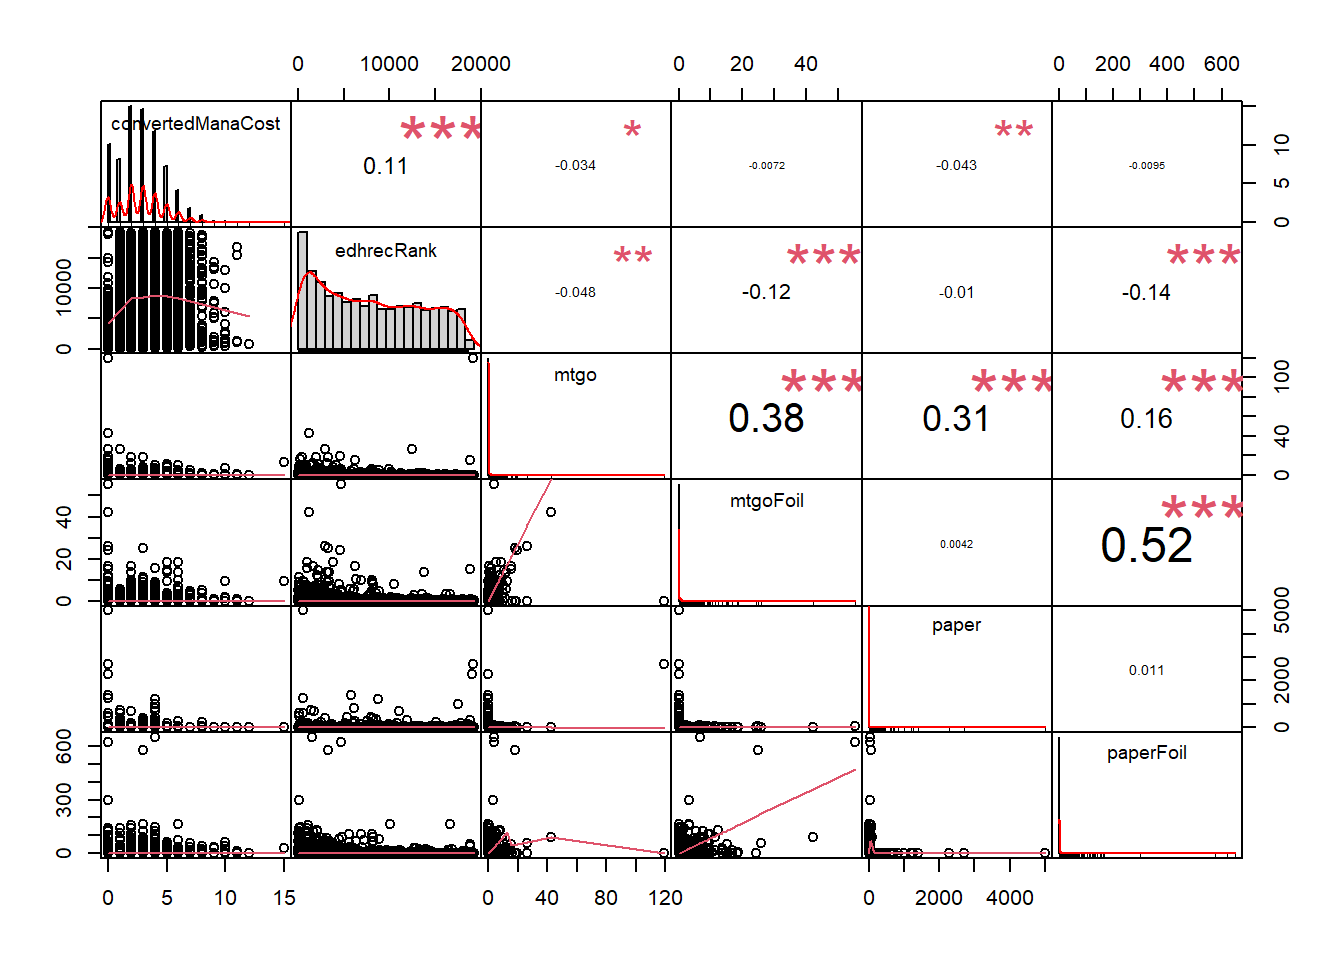 0 10000 20000 0 20 40 0 200 400 600
convertedManaCost *** 0.11 * -0.034 -0.0072 ** -0.043 -0.0095 0 5 10
0 10000 edhrecRank ** -0.048 *** -0.12 -0.01 *** -0.14
mtgo *** 0.38 *** 0.31 *** 0.16 0 40 100
0 20 40 mtgoFoil 0.0042 *** 0.52
paper 0.011 0 2000 5000
0 300 600 paperFoil
0 5 10 15 0 40 80 120 0 2000 4000